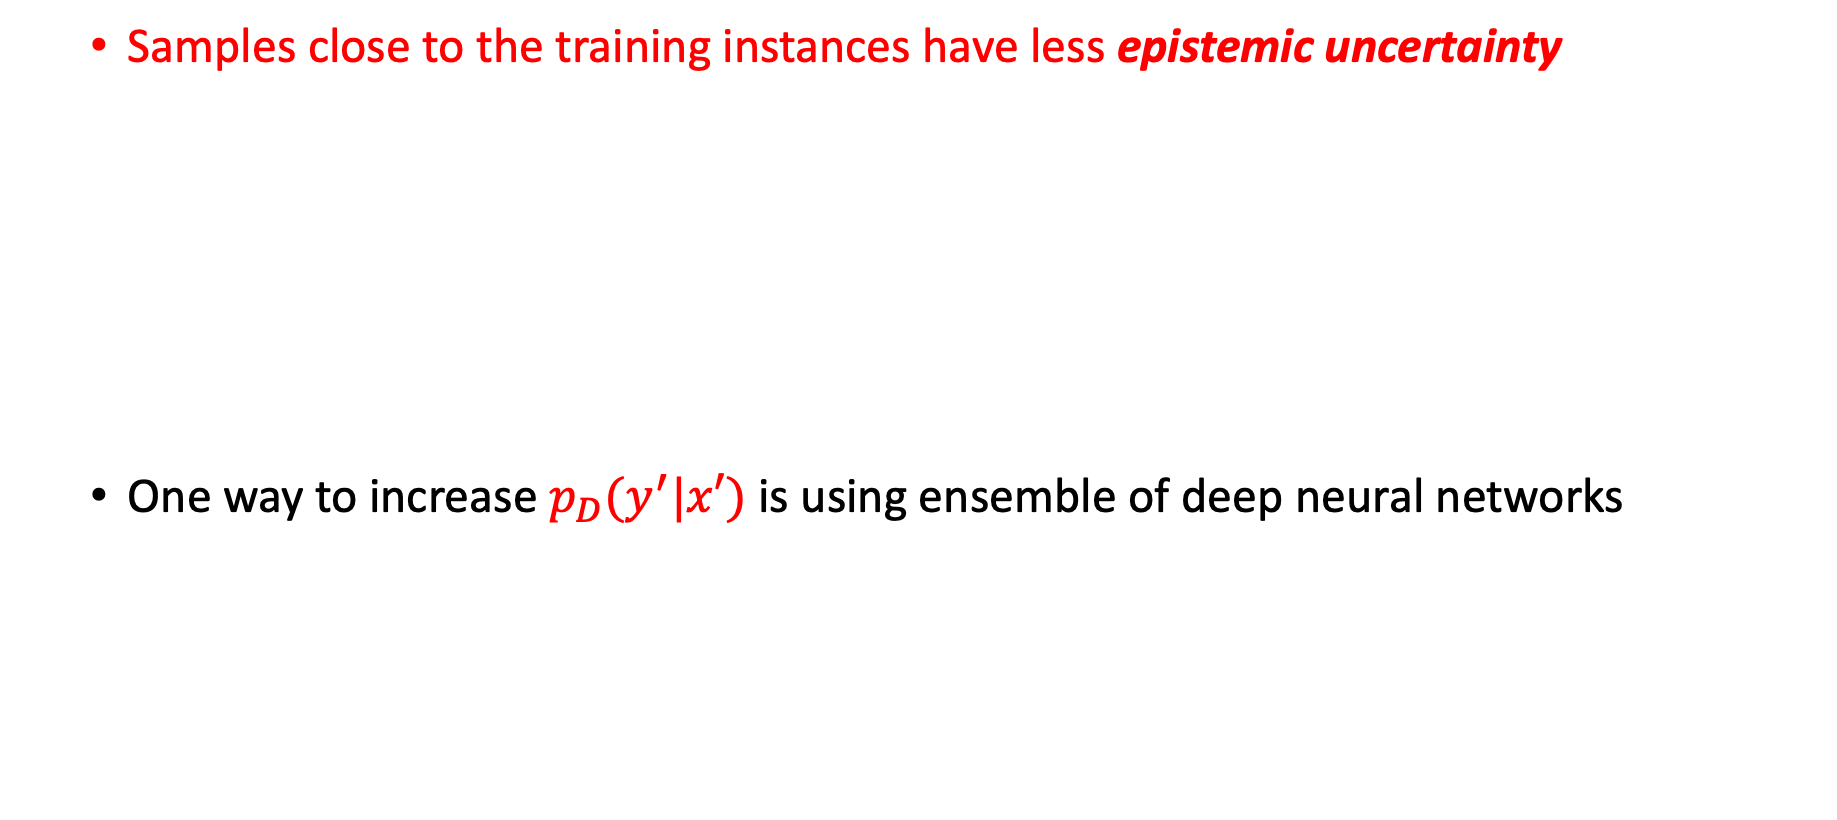 • Samples close to the training instances have less epistemic uncertainty
• One way to increase p_D(y′|x′) is using ensemble of deep neural networks